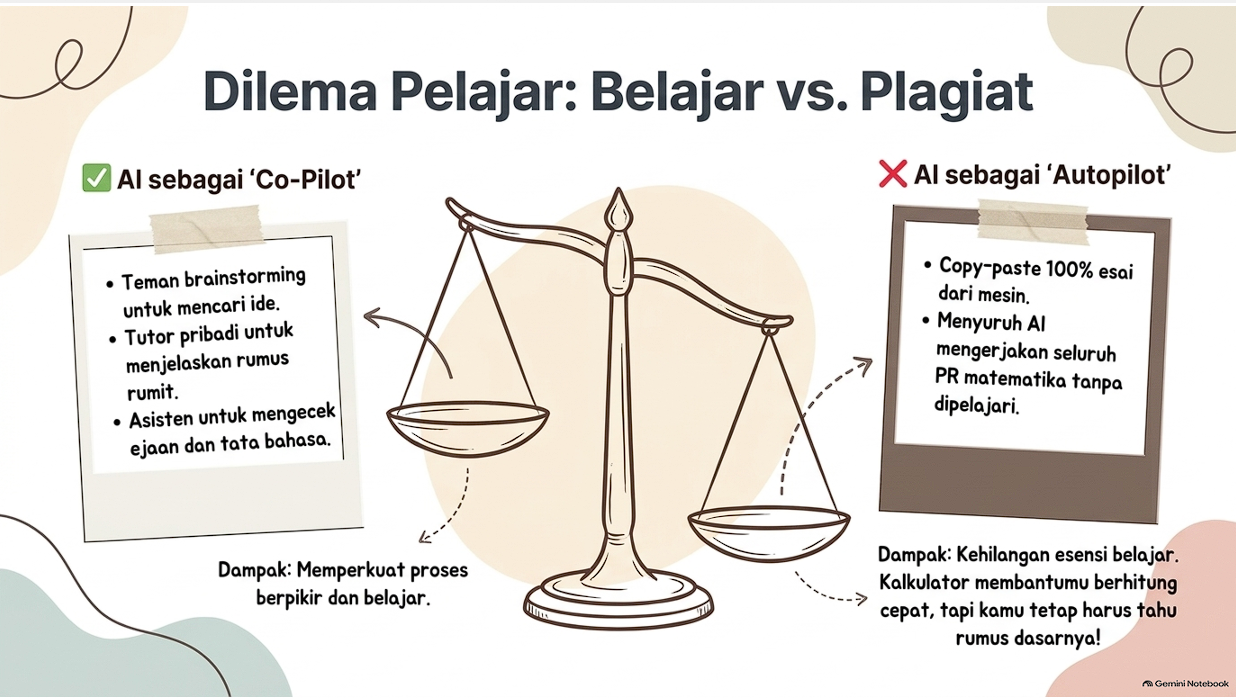 Dilema Pelajar: Belajar vs. Plagiat
AI sebagai ‘Co-Pilot’
• Teman brainstorming
untuk mencari ide.
• Tutor pribadi untuk
menjelaskan rumus
rumit.
• Asisten untuk mengecek
ejaan dan tata bahasa.
Dampak: Memperkuat proses
berpikir dan belajar.
AI sebagai ‘Autopilot’
• Copy-paste 100% esai
dari mesin.
• Menyuruh AI
mengerjakan seluruh
PR matematika tanpa
dipelajari.
Dampak: Kehilangan esensi belajar.
Kalkulator membantumu berhitung
cepat, tapi kamu tetap harus tahu
rumus dasarnya!
Gemini Notebook